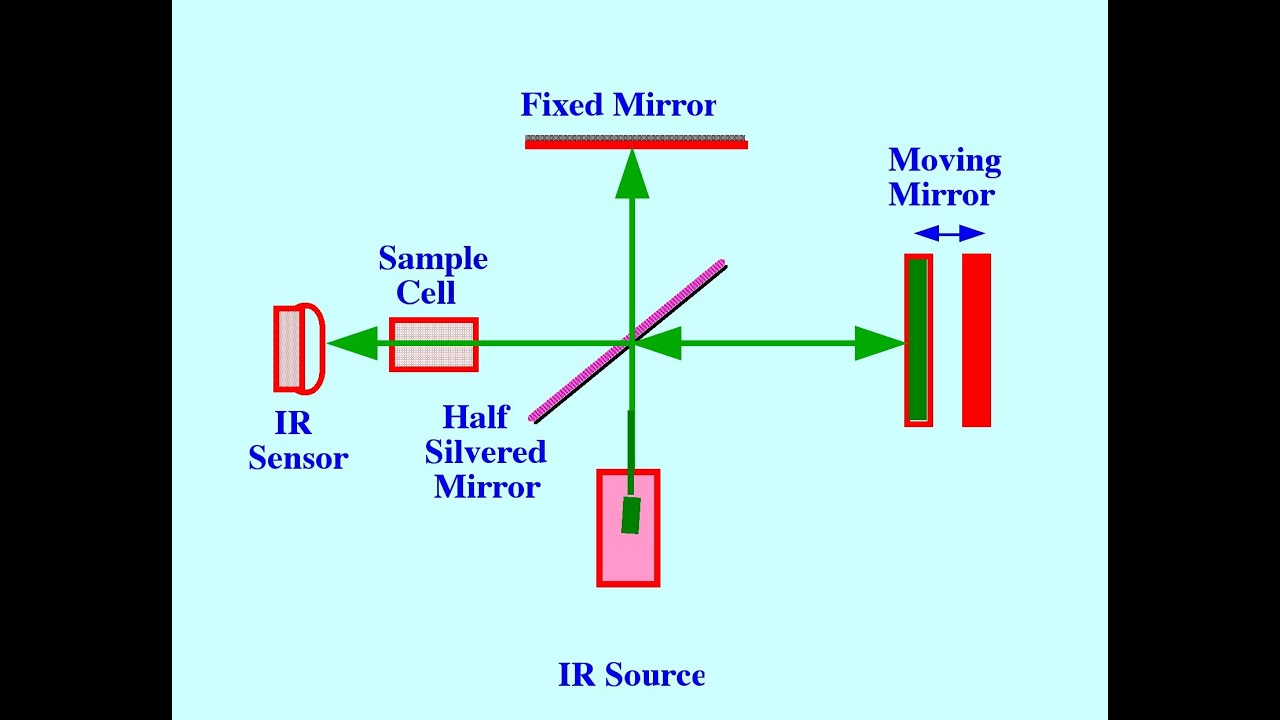 Fixed Mirror
Moving
Mirror
Sample
Cell
Half
Silvered
Mirror
IR
Sensor
IR Source